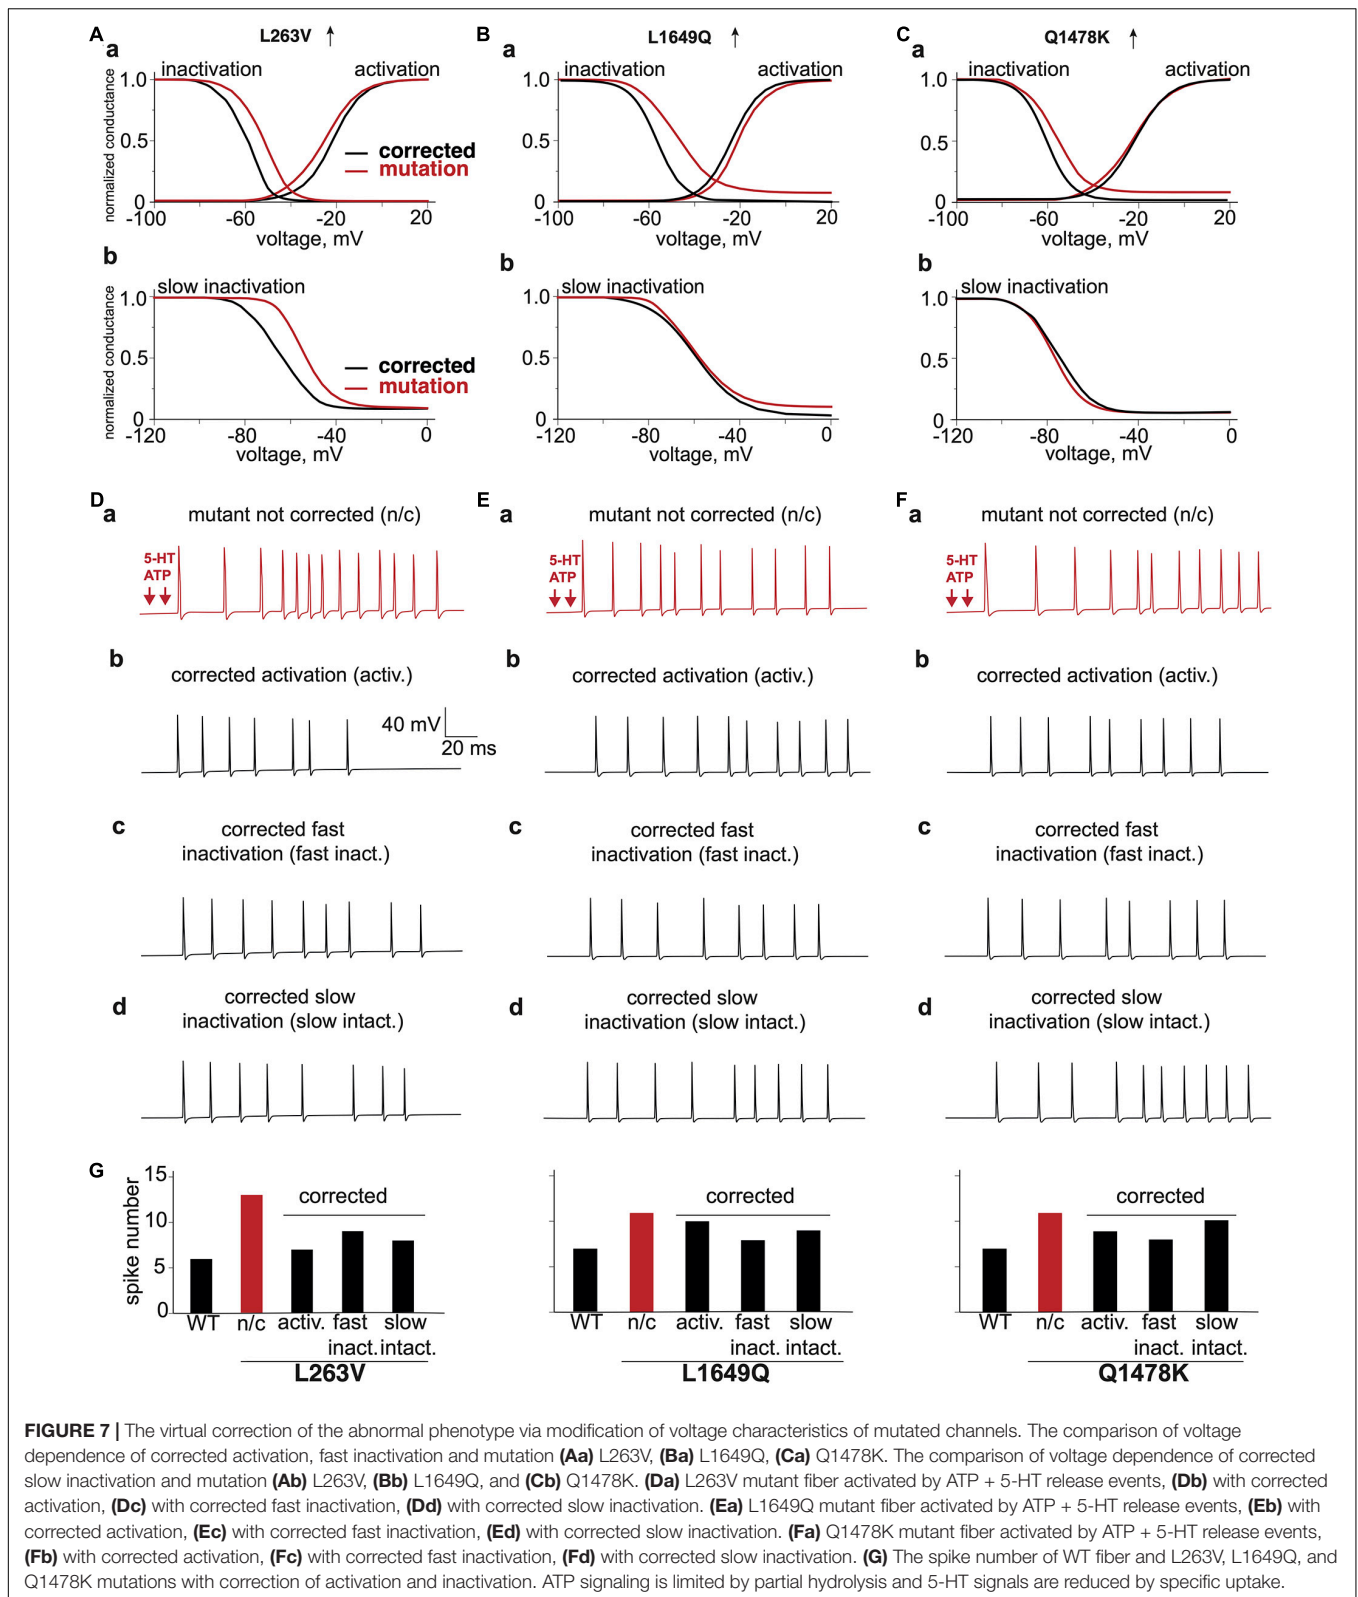 A
L263V ↑
B
L1649Q ↑
C
Q1478K ↑
a
inactivation
activation
1.0
0.5
0
normalized conductance
corrected
mutation
-100
-60
-20
20
voltage, mV
a
inactivation
activation
1.0
0.5
0
-100
-60
-20
20
voltage, mV
a
inactivation
activation
1.0
0.5
0
-100
-60
-20
20
voltage, mV
b
slow inactivation
1.0
0.5
0
normalized conductance
corrected
mutation
-120
-80
-40
0
voltage, mV
b
slow inactivation
1.0
0.5
0
-120
-80
-40
0
voltage, mV
b
slow inactivation
1.0
0.5
0
-120
-80
-40
0
voltage, mV
D
a
mutant not corrected (n/c)
5-HT
ATP
E
a
mutant not corrected (n/c)
5-HT
ATP
F
a
mutant not corrected (n/c)
5-HT
ATP
b
corrected activation (activ.)
40 mV
20 ms
b
corrected activation (activ.)
b
corrected activation (activ.)
c
corrected fast
inactivation (fast inact.)
c
corrected fast
inactivation (fast inact.)
c
corrected fast
inactivation (fast inact.)
d
corrected slow
inactivation (slow intact.)
d
corrected slow
inactivation (slow intact.)
d
corrected slow
inactivation (slow intact.)
G
spike number
15
10
5
0
corrected
WT
n/c
activ.
fast
inact.
slow
intact.
L263V
corrected
WT
n/c
activ.
fast
inact.
slow
intact.
L1649Q
corrected
WT
n/c
activ.
fast
inact.
slow
intact.
Q1478K
FIGURE 7 | The virtual correction of the abnormal phenotype via modification of voltage characteristics of mutated channels. The comparison of voltage
dependence of corrected activation, fast inactivation and mutation (Aa) L263V, (Ba) L1649Q, (Ca) Q1478K. The comparison of voltage dependence of corrected
slow inactivation and mutation (Ab) L263V, (Bb) L1649Q, and (Cb) Q1478K. (Da) L263V mutant fiber activated by ATP + 5-HT release events, (Db) with corrected
activation, (Dc) with corrected fast inactivation, (Dd) with corrected slow inactivation. (Ea) L1649Q mutant fiber activated by ATP + 5-HT release events, (Eb) with
corrected activation, (Ec) with corrected fast inactivation, (Ed) with corrected slow inactivation. (Fa) Q1478K mutant fiber activated by ATP + 5-HT release events,
(Fb) with corrected activation, (Fc) with corrected fast inactivation, (Fd) with corrected slow inactivation. (G) The spike number of WT fiber and L263V, L1649Q, and
Q1478K mutations with correction of activation and inactivation. ATP signaling is limited by partial hydrolysis and 5-HT signals are reduced by specific uptake.